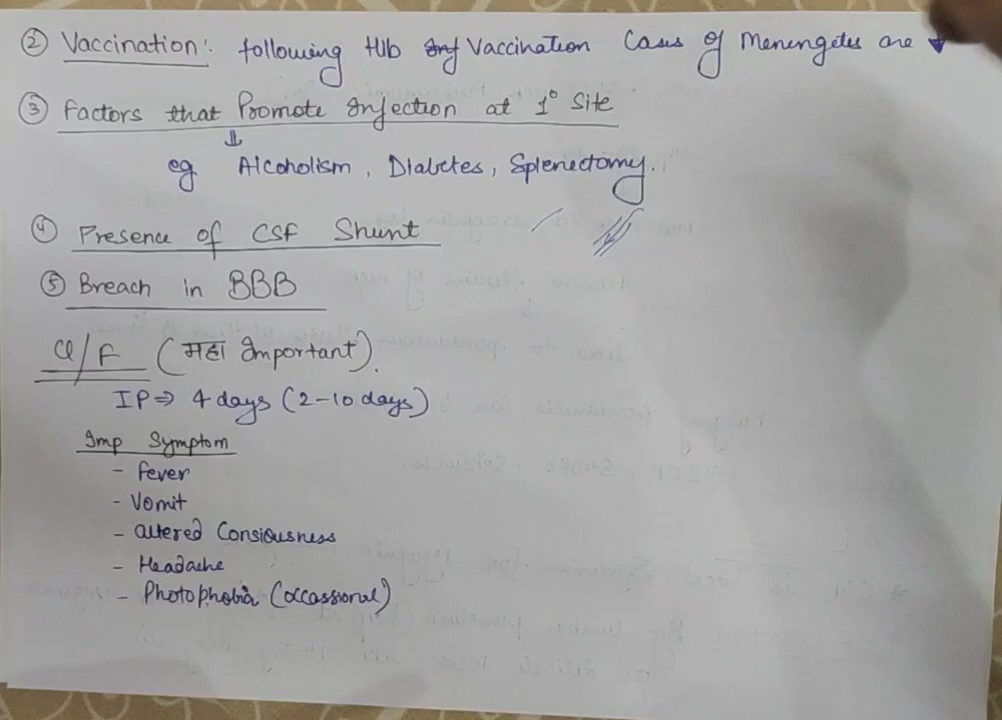 ② Vaccination: following Hib Vaccination Cases of Meningitis are ↓
③ Factors that Promote Infection at 1° Site
⇓
eg Alcoholism, Diabetes, Splenectomy.
④ Presence of CSF Shunt
⑤ Breach in BBB
Cl/F (महा Important).
IP ⇒ 4 days (2-10 days)
Imp Symptom
- Fever
- Vomit
- altered Consiousness
- Headache
- Photophobia (occassional)